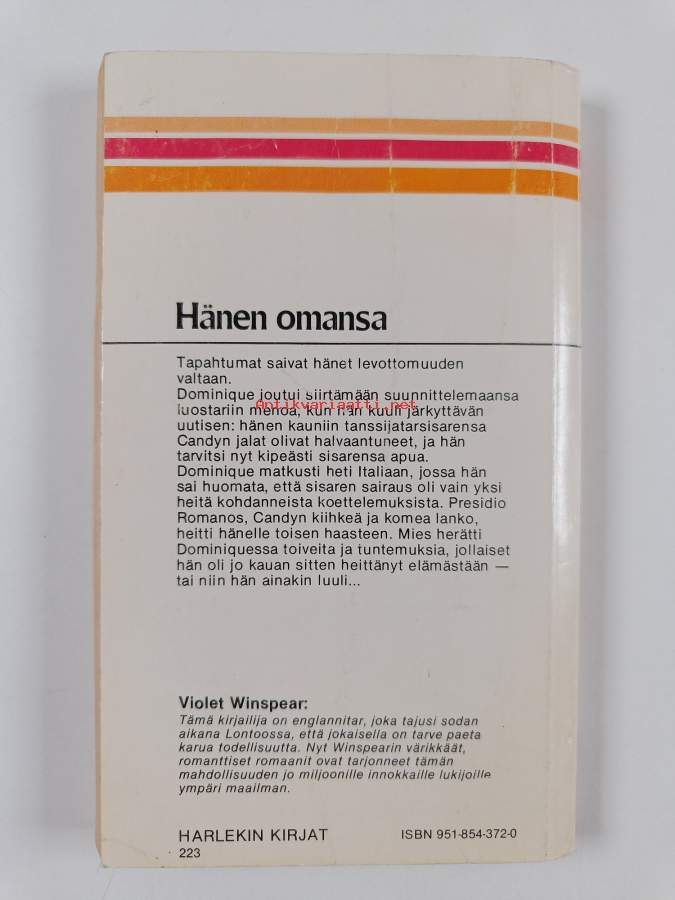 Hänen omansa
Tapahtumat saivat hänet levottomuuden
valtaan.
Dominique joutui siirtämään suunnittelemaansa
luostariin menoa, kun hän kuuli järkyttävän
Antikvariaatti.net
uutisen: hänen kauniin tanssijatarsisarensa
Candyn jalat olivat halvaantuneet, ja hän
tarvitsi nyt kipeästi sisarensa apua.
Dominique matkusti heti Italiaan, jossa hän
sai huomata, että sisaren sairaus oli vain yksi
heitä kohdanneista koettelemuksista. Presidio
Romanos, Candyn kiihkeä ja komea lanko,
heitti hänelle toisen haasteen. Mies herätti
Dominiquessa toiveita ja tuntemuksia, jollaiset
hän oli jo kauan sitten heittänyt elämästään —
tai niin hän ainakin luuli...
Violet Winspear:
Tämä kirjailija on englannitar, joka tajusi sodan
aikana Lontoossa, että jokaisella on tarve paeta
karua todellisuutta. Nyt Winspearin värikkäät,
romanttiset romaanit ovat tarjonneet tämän
mahdollisuuden jo miljoonille innokkaille lukijoille
ympäri maailman.
HARLEKIN KIRJAT
223
ISBN 951-854-372-0